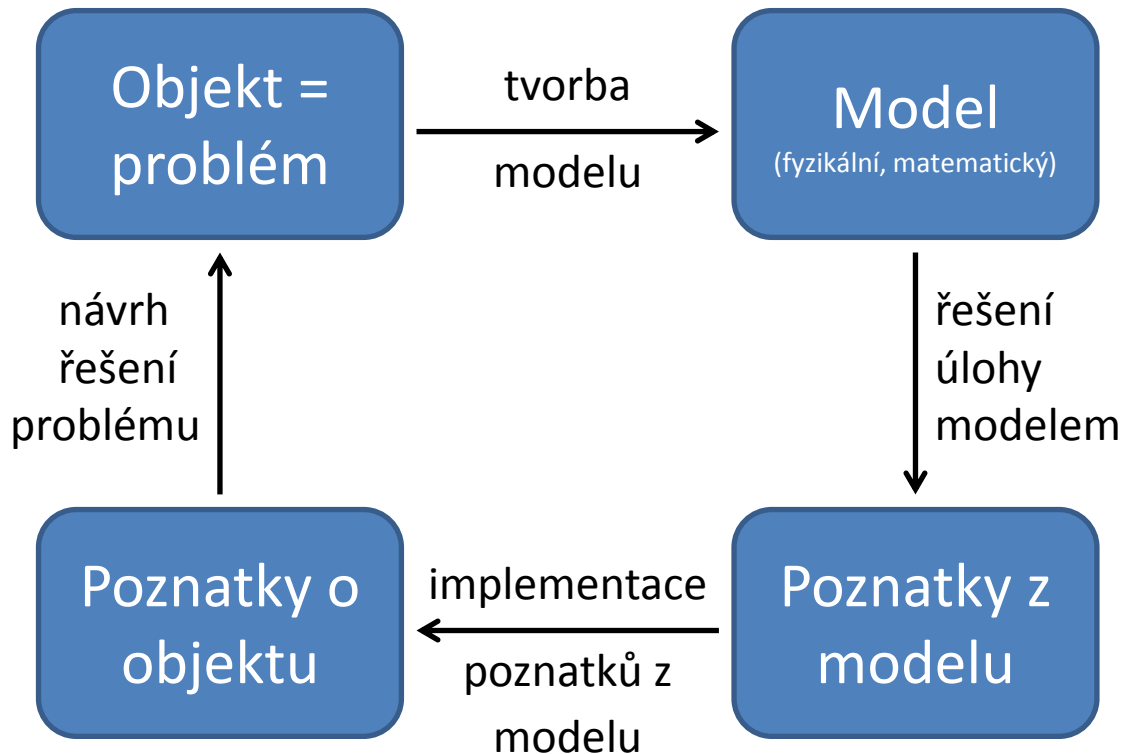 Objekt =
problém
tvorba
modelu
Model
(fyzikální, matematický)
návrh
řešení
problému
řešení
úlohy
modelem
Poznatky o
objektu
implementace
poznatků z
modelu
Poznatky z
modelu